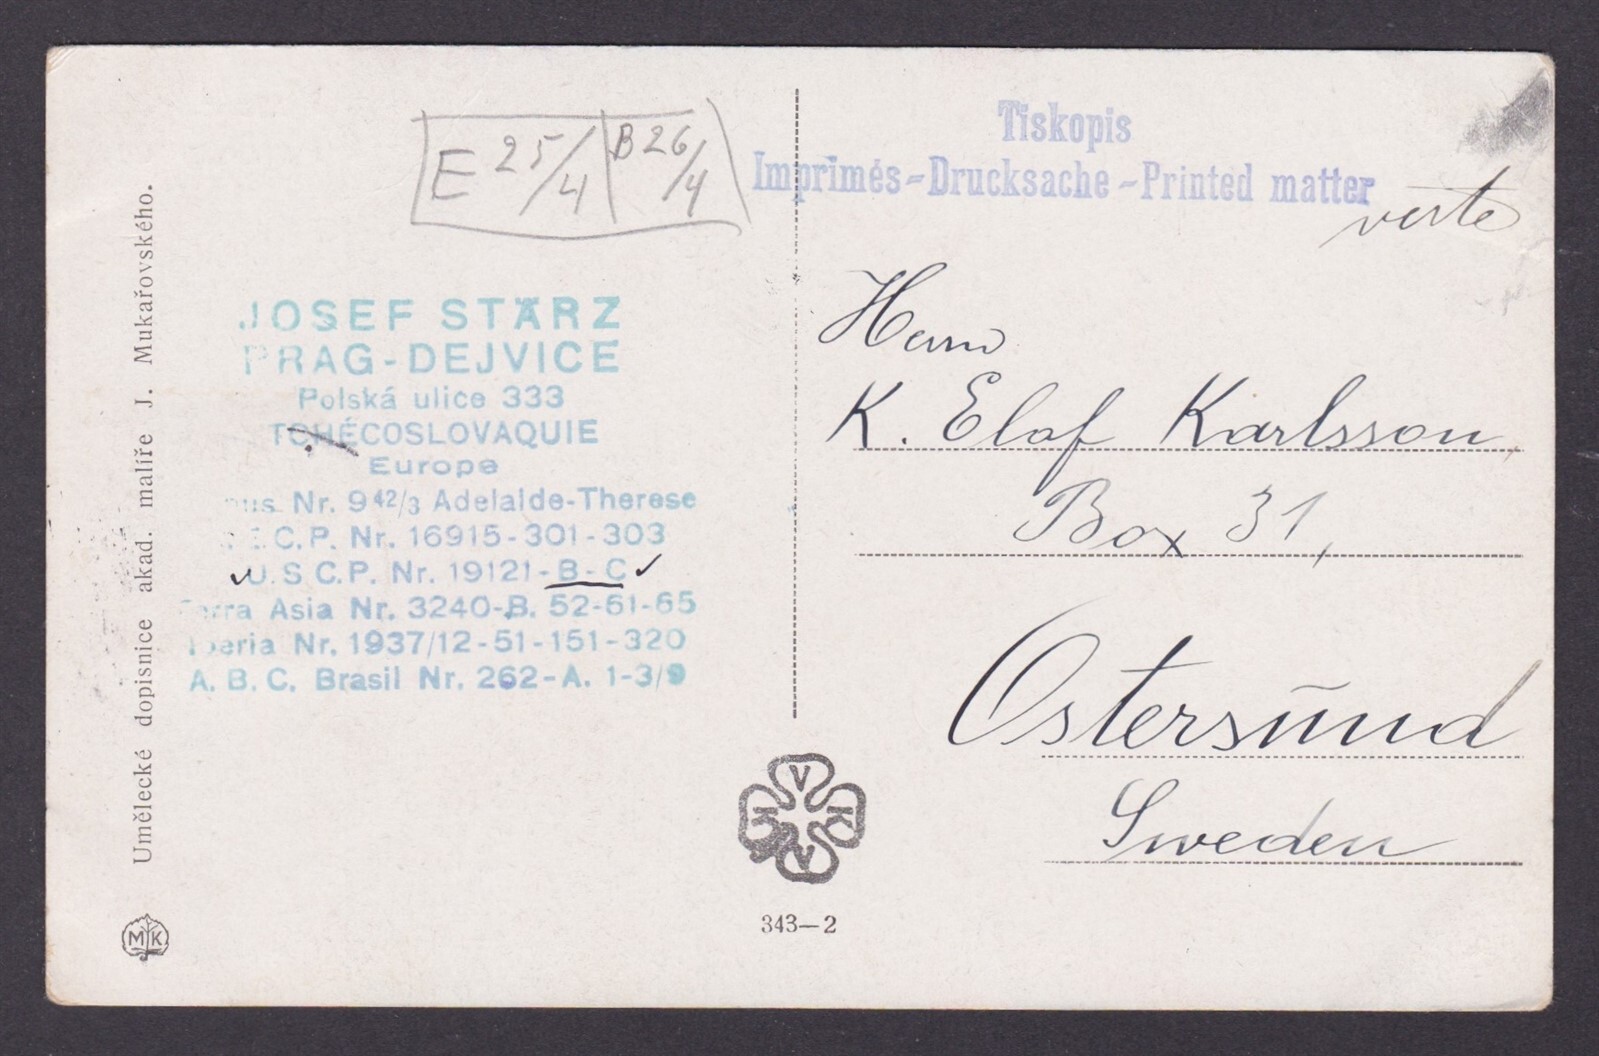 E 25/4 B 26/4
Tiskopis
Imprimés-Drucksache-Printed matter
JOSEF STÄRZ
PRAG-DEJVICE
Polská ulice 333
TCHÉCOSLOVAQUIE
Europe
Nr. 9 42/3 Adelaide-Therese
C.P. Nr. 16915-301-303
U.S.C.P. Nr. 19121-B-C
Asia Nr. 3240-B. 52-61-65
Nr. 1937/12-51-151-320
A. B. C. Brasil Nr. 262-A. 1-3/9
Herrn
K. Elof Karlsson,
Box 31,
Östersund
Sweden
Umělecké dopisnice akad. malíře J. Mukařovského.
MK
V K V K
343—2